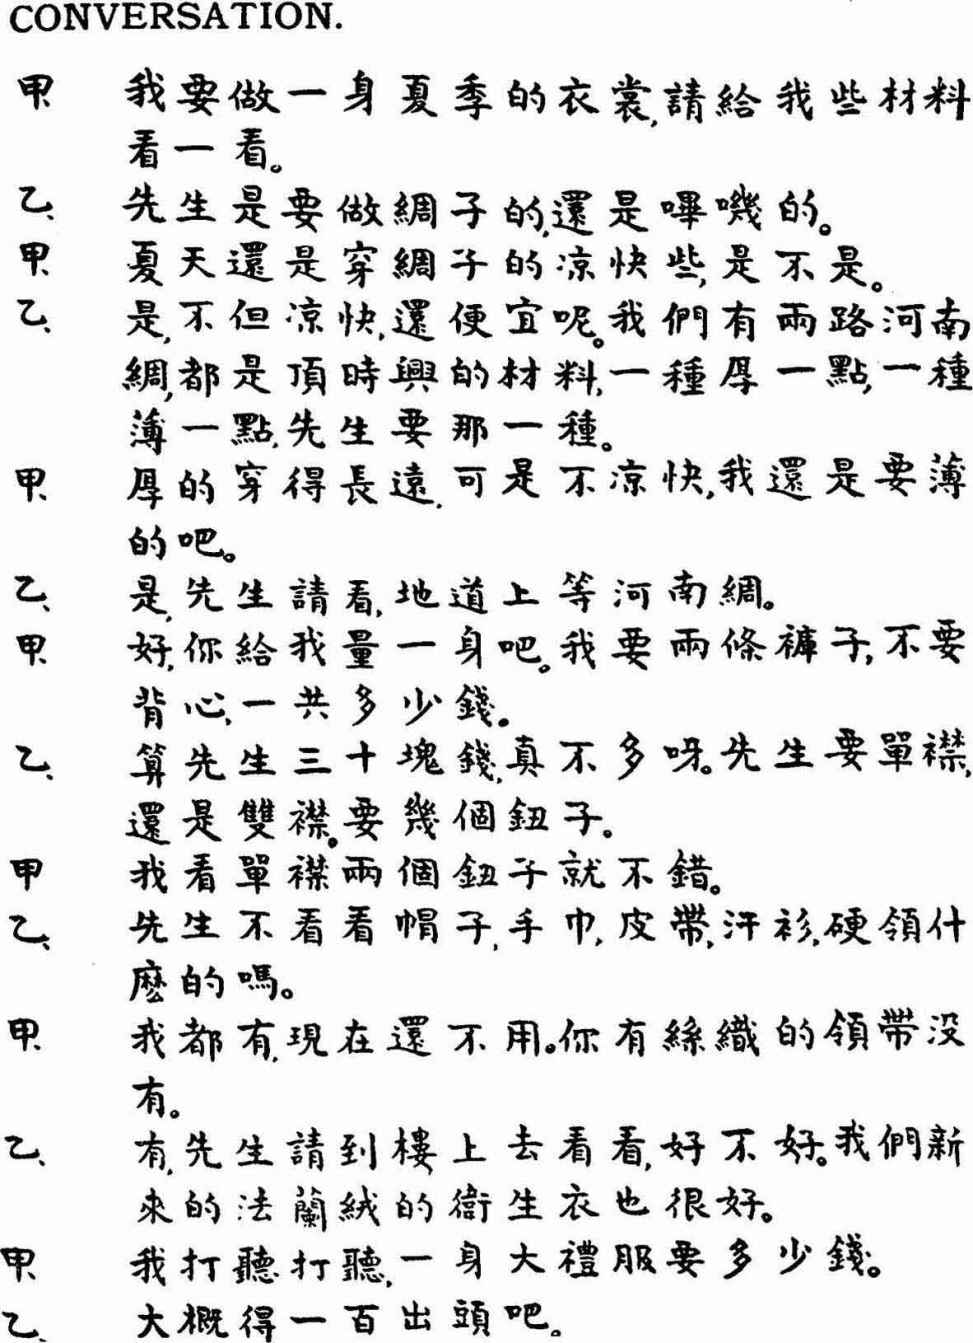 CONVERSATION.
甲、 我要做一身夏季的衣裳,請給我些材料
看一看。
乙、 先生是要做綢子的,還是嗶嘰的。
甲、 夏天還是穿綢子的凉快些,是不是。
乙、 是,不但凉快,還便宜呢。我們有兩路河南
綢,都是頂時興的材料,一種厚一點,一種
薄一點,先生要那一種。
甲、 厚的穿得長遠,可是不凉快,我還是要薄
的吧。
乙、 是,先生請看,地道上等河南綢。
甲、 好,你給我量一身吧。我要兩條褲子,不要
背心,一共多少錢。
乙、 算先生三十塊錢,真不多呀。先生要單襟,
還是雙襟。要幾個鈕子。
甲 我看單襟兩個鈕子就不錯。
乙、 先生不看看帽子,手巾,皮帶,汗衫,硬領什
麽的嗎。
甲、 我都有,現在還不用。你有絲織的領帶没
有。
乙、 有,先生請到樓上去看看,好不好。我們新
來的法蘭絨的衛生衣也很好。
甲、 我打聽打聽,一身大禮服要多少錢。
乙、 大概得一百出頭吧。